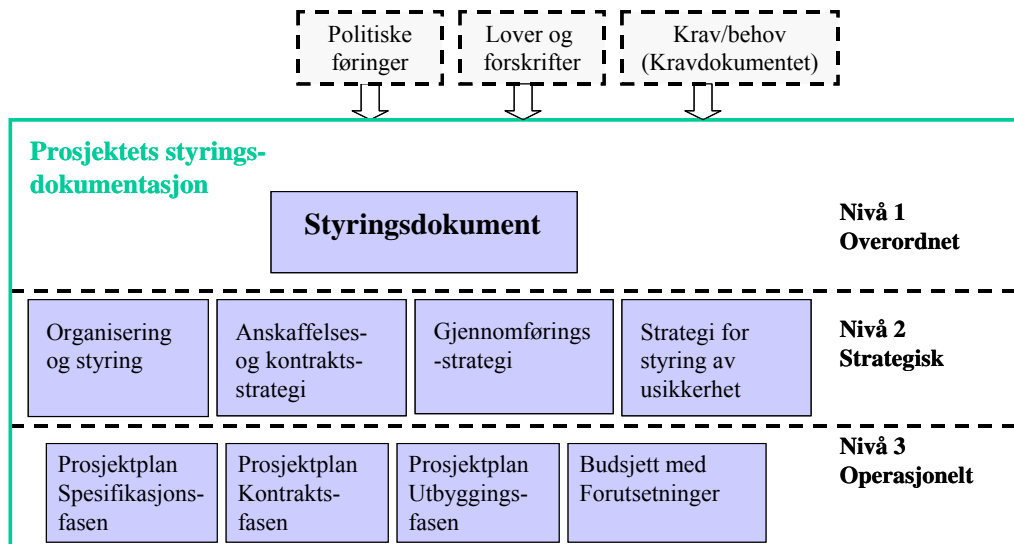 Politiske
føringer
Lover og
forskrifter
Krav/behov
(Kravdokumentet)
Prosjektets styrings-
dokumentasjon
Styringsdokument
Nivå 1
Overordnet
Organisering
og styring
Anskaffelses-
og kontrakts-
strategi
Gjennomførings
-strategi
Strategi for
styring av
usikkerhet
Nivå 2
Strategisk
Prosjektplan
Spesifikasjons-
fasen
Prosjektplan
Kontrakts-
fasen
Prosjektplan
Utbyggings-
fasen
Budsjett med
Forutsetninger
Nivå 3
Operasjonelt